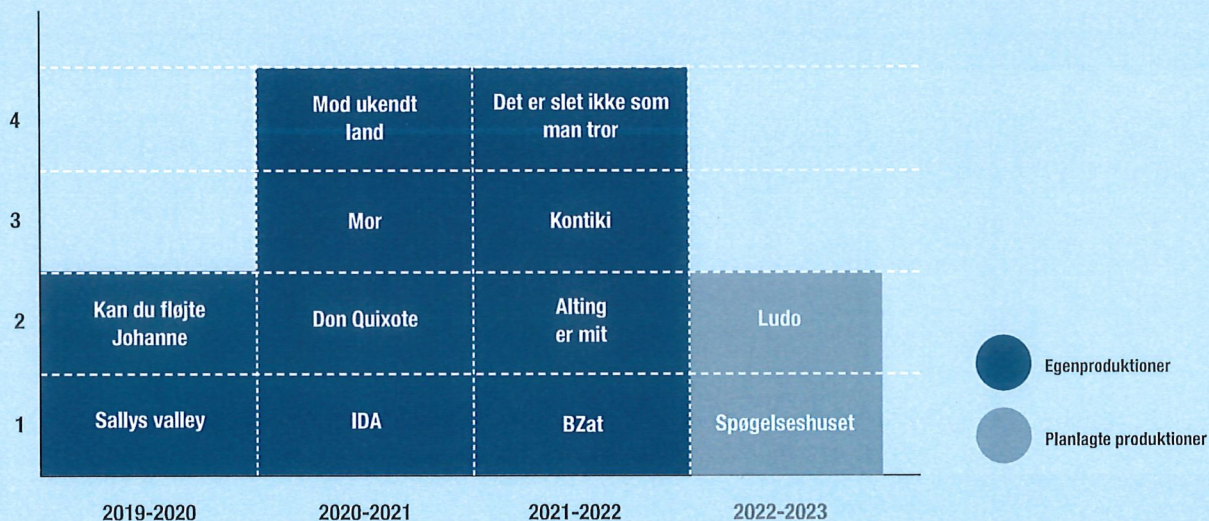 4
Mod ukendt
land
Det er slet ikke som
man tror
3
Mor
Kontiki
2
Kan du fløjte
Johanne
Don Quixote
Alting
er mit
Ludo
1
Sallys valley
IDA
BZat
Spøgelseshuset
Egenproduktioner
Planlagte produktioner
2019-2020
2020-2021
2021-2022
2022-2023